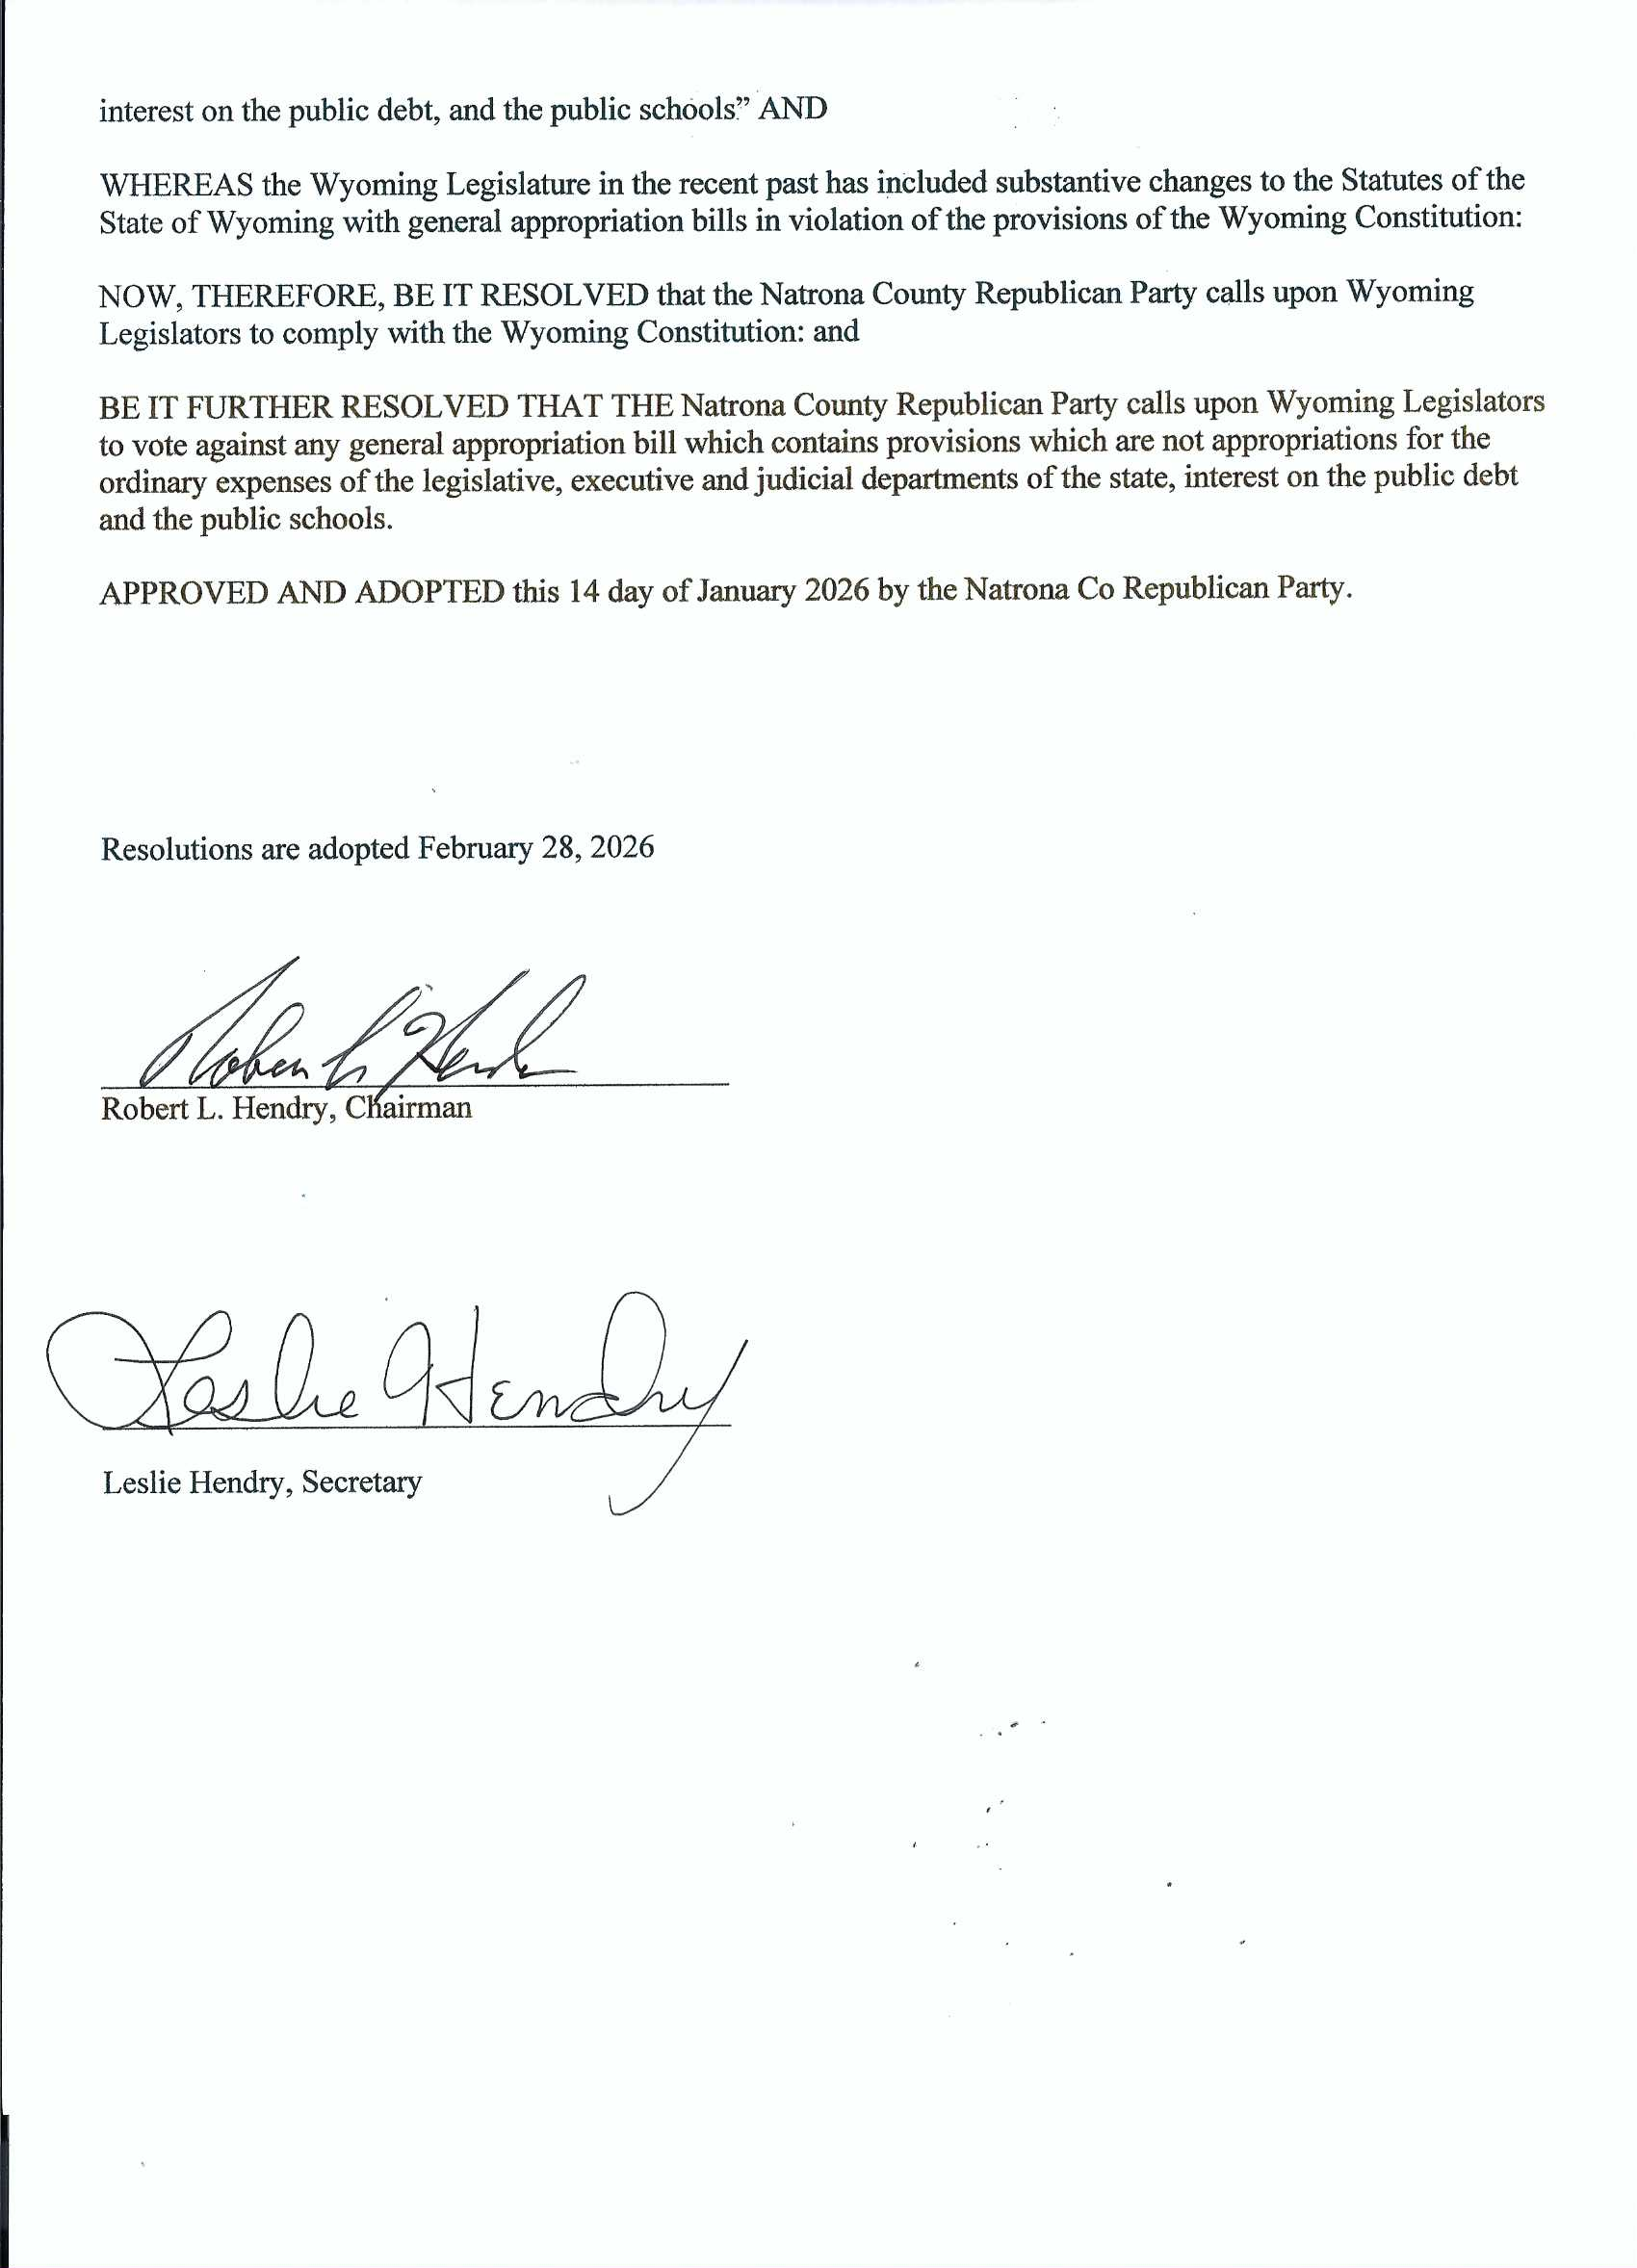 interest on the public debt, and the public schools." AND
WHEREAS the Wyoming Legislature in the recent past has included substantive changes to the Statutes of the
State of Wyoming with general appropriation bills in violation of the provisions of the Wyoming Constitution:
NOW, THEREFORE, BE IT RESOLVED that the Natrona County Republican Party calls upon Wyoming
Legislators to comply with the Wyoming Constitution: and
BE IT FURTHER RESOLVED THAT THE Natrona County Republican Party calls upon Wyoming Legislators
to vote against any general appropriation bill which contains provisions which are not appropriations for the
ordinary expenses of the legislative, executive and judicial departments of the state, interest on the public debt
and the public schools.
APPROVED AND ADOPTED this 14 day of January 2026 by the Natrona Co Republican Party.
Resolutions are adopted February 28, 2026
Robert L Hendry
Robert L. Hendry, Chairman
Leslie Hendry
Leslie Hendry, Secretary